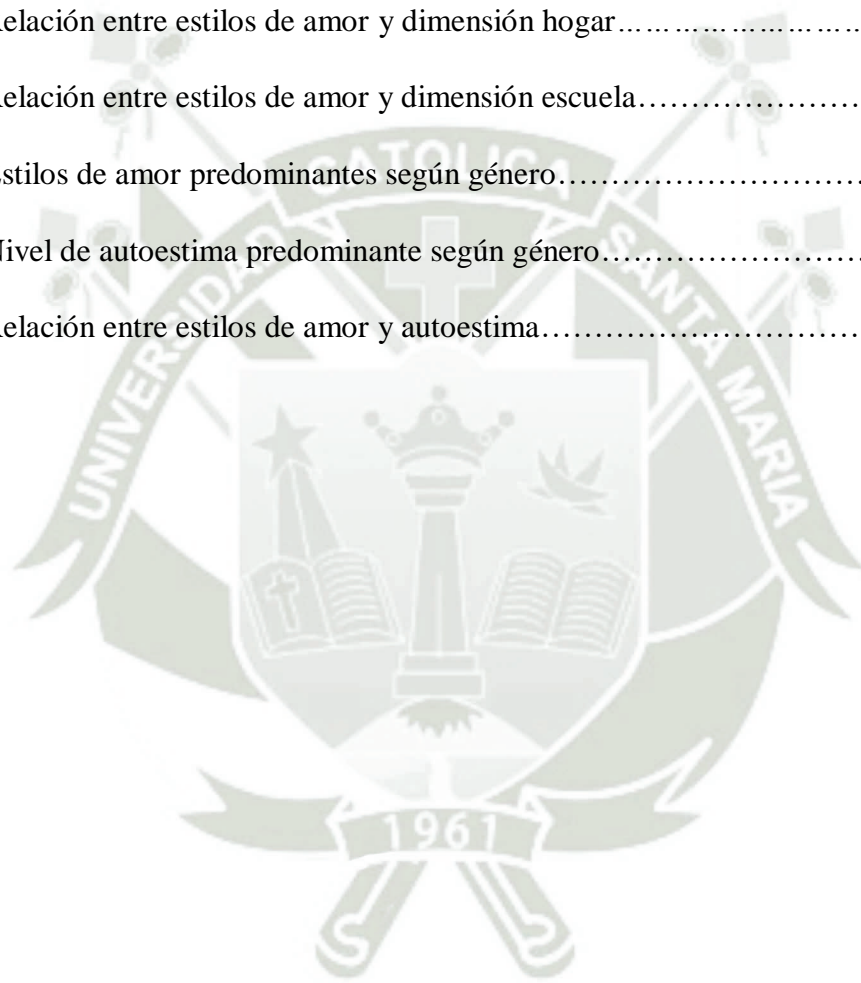 elación entre estilos de amor y dimensión hogar……………………..
elación entre estilos de amor y dimensión escuela………………….
stilos de amor predominantes según género…………………………
ivel de autoestima predominante según género……………………
elación entre estilos de amor y autoestima…………………………
UNIVERSIDAD CATOLICA SANTA MARIA
1961